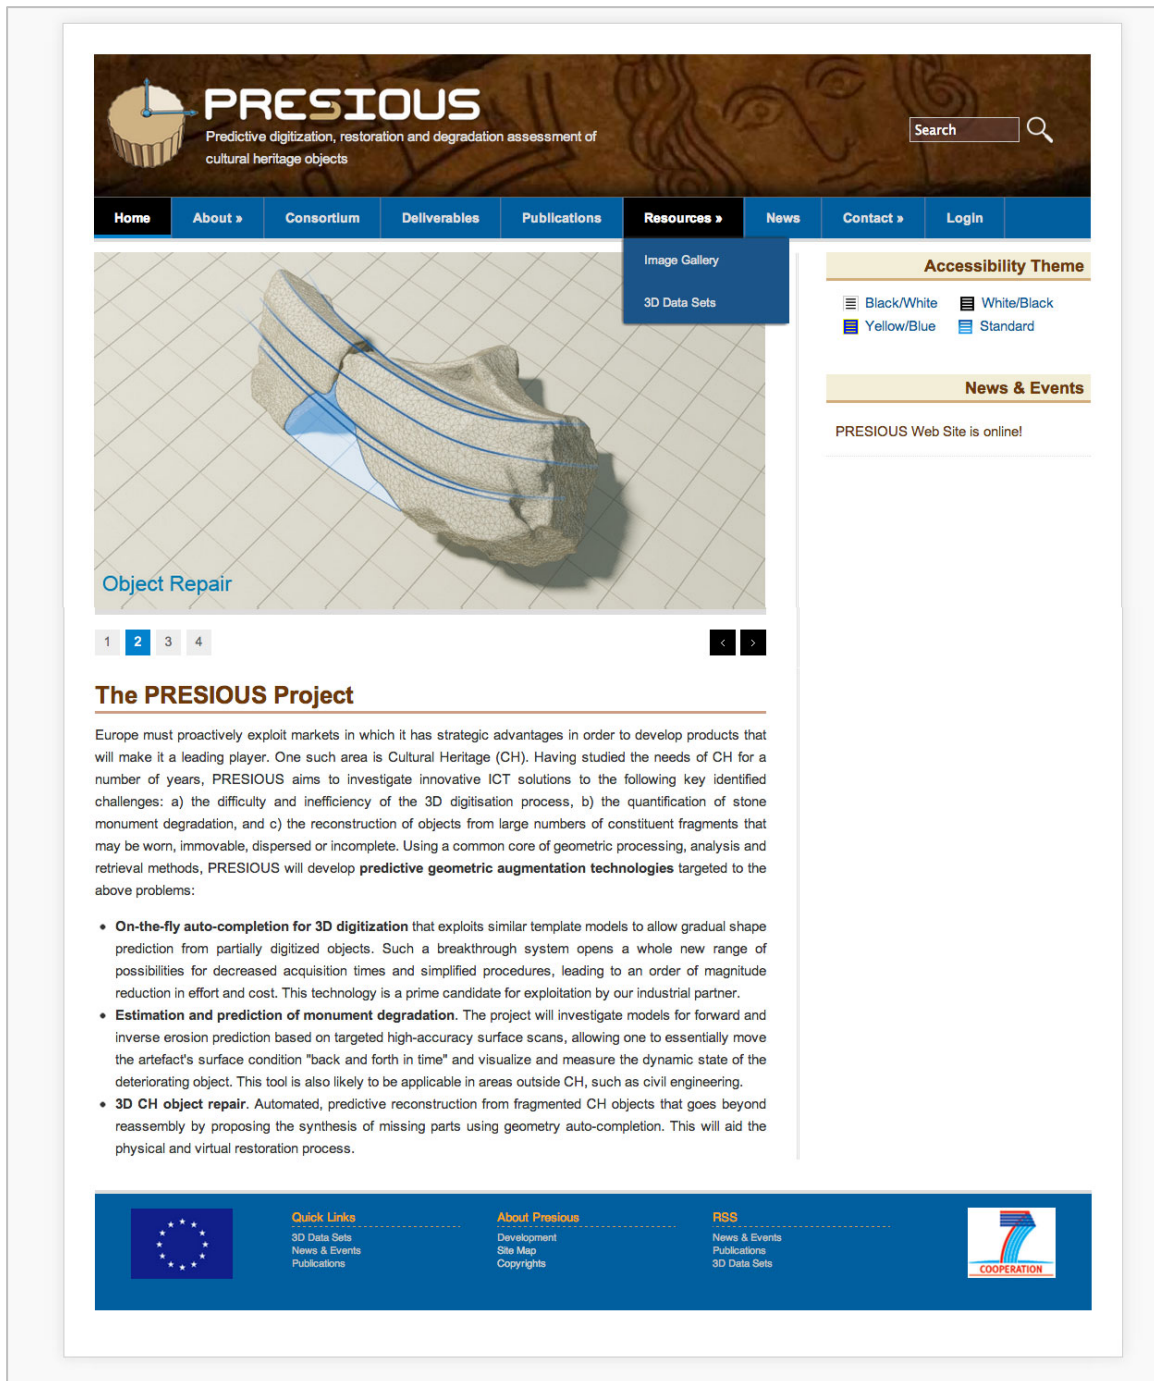 PRESIOUS
Predictive digitization, restoration and degradation assessment of
cultural heritage objects
Search
Home
About »
Consortium
Deliverables
Publications
Resources »
News
Contact »
Login
Image Gallery
3D Data Sets
Object Repair
1 2 3 4
< >
Accessibility Theme
Black/White
White/Black
Yellow/Blue
Standard
News & Events
PRESIOUS Web Site is online!
The PRESIOUS Project
Europe must proactively exploit markets in which it has strategic advantages in order to develop products that
will make it a leading player. One such area is Cultural Heritage (CH). Having studied the needs of CH for a
number of years, PRESIOUS aims to investigate innovative ICT solutions to the following key identified
challenges: a) the difficulty and inefficiency of the 3D digitisation process, b) the quantification of stone
monument degradation, and c) the reconstruction of objects from large numbers of constituent fragments that
may be worn, immovable, dispersed or incomplete. Using a common core of geometric processing, analysis and
retrieval methods, PRESIOUS will develop predictive geometric augmentation technologies targeted to the
above problems:
• On-the-fly auto-completion for 3D digitization that exploits similar template models to allow gradual shape
prediction from partially digitized objects. Such a breakthrough system opens a whole new range of
possibilities for decreased acquisition times and simplified procedures, leading to an order of magnitude
reduction in effort and cost. This technology is a prime candidate for exploitation by our industrial partner.
• Estimation and prediction of monument degradation. The project will investigate models for forward and
inverse erosion prediction based on targeted high-accuracy surface scans, allowing one to essentially move
the artefact's surface condition "back and forth in time" and visualize and measure the dynamic state of the
deteriorating object. This tool is also likely to be applicable in areas outside CH, such as civil engineering.
• 3D CH object repair. Automated, predictive reconstruction from fragmented CH objects that goes beyond
reassembly by proposing the synthesis of missing parts using geometry auto-completion. This will aid the
physical and virtual restoration process.
Quick Links
3D Data Sets
News & Events
Publications
About Presious
Development
Site Map
Copyrights
RSS
News & Events
Publications
3D Data Sets
7
COOPERATION